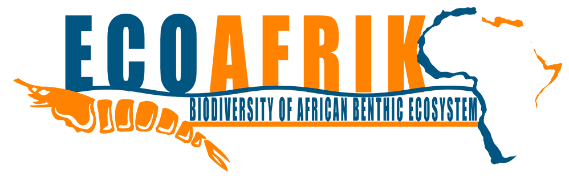 ECOAFRIK
BIODIVERSITY OF AFRICAN BENTHIC ECOSYSTEM